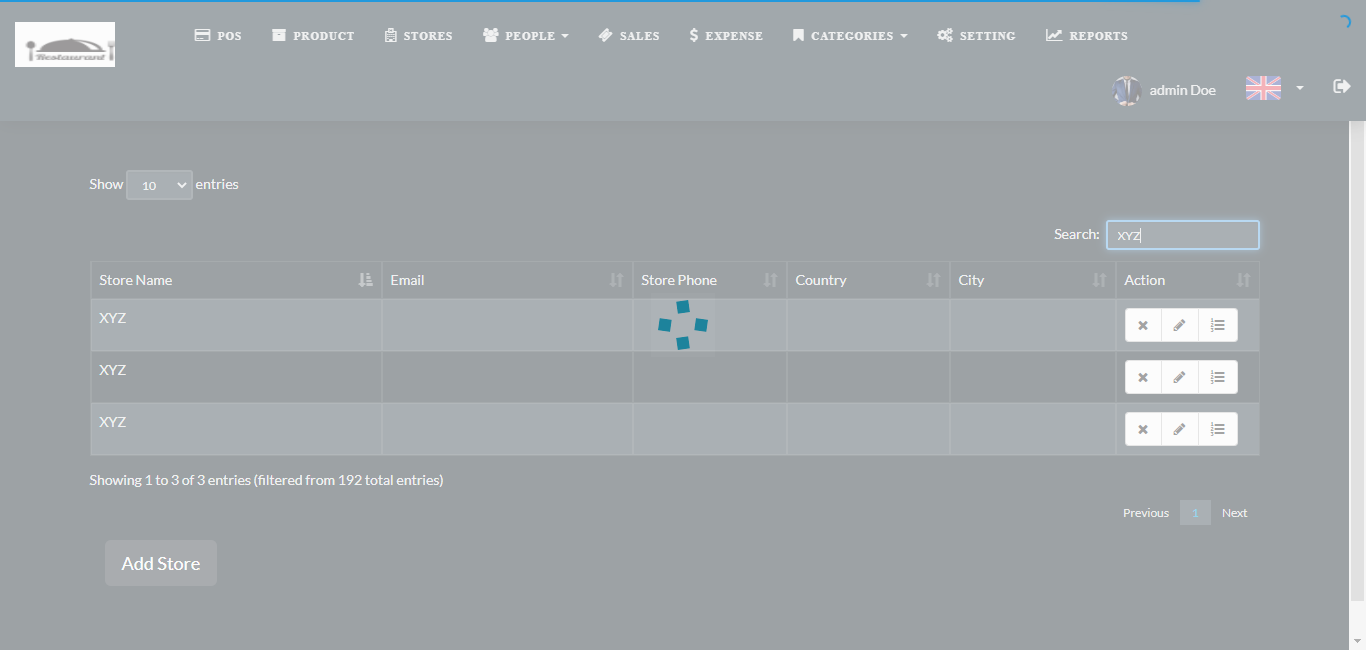 Restaurant
POS PRODUCT STORES PEOPLE SALES EXPENSE CATEGORIES SETTING REPORTS
admin Doe
Show 10 entries
Search: XYZ
Store Name Email Store Phone Country City Action
XYZ
XYZ
XYZ
Showing 1 to 3 of 3 entries (filtered from 192 total entries)
Previous 1 Next
Add Store